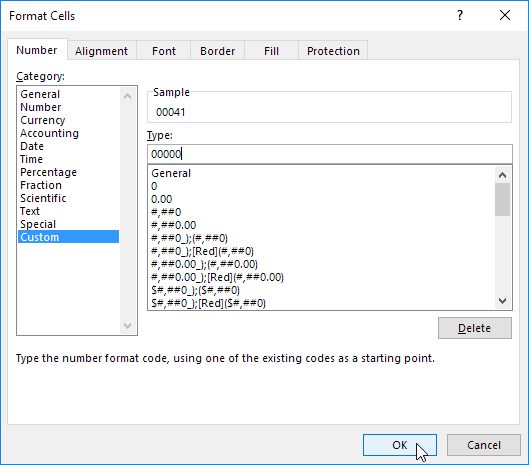 Format Cells
?
Number Alignment Font Border Fill Protection
Category:
General
Number
Currency
Accounting
Date
Time
Percentage
Fraction
Scientific
Text
Special
Custom
Sample
00041
Type:
00000
General
0
0.00
#,##0
#,##0.00
#,##0_);(#,##0)
#,##0_);[Red](#,##0)
#,##0.00_);(#,##0.00)
#,##0.00_);[Red](#,##0.00)
$#,##0_);($#,##0)
$#,##0_);[Red]($#,##0)
Delete
Type the number format code, using one of the existing codes as a starting point.
OK Cancel